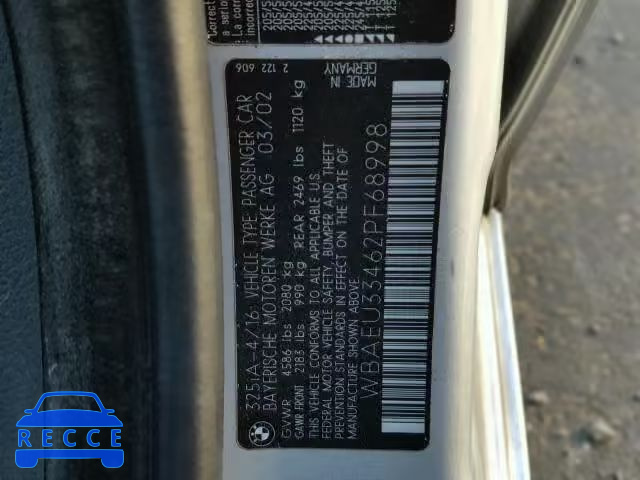 325iA-4/16 VEHICLE TYPE: PASSENGER CAR
BAYERISCHE MOTOREN WERKE AG 03/02
GVWR 4586 lbs 2080 kg
GAWR FRONT 2183 lbs 990 kg REAR 2469 lbs 1120 kg
THIS VEHICLE CONFORMS TO ALL APPLICABLE U.S.
FEDERAL MOTOR VEHICLE SAFETY, BUMPER, AND THEFT
PREVENTION STANDARDS IN EFFECT ON THE DATE OF
MANUFACTURE SHOWN ABOVE.
WBAEU33462PF68998
2 122 606
MADE IN
GERMANY
RECCE